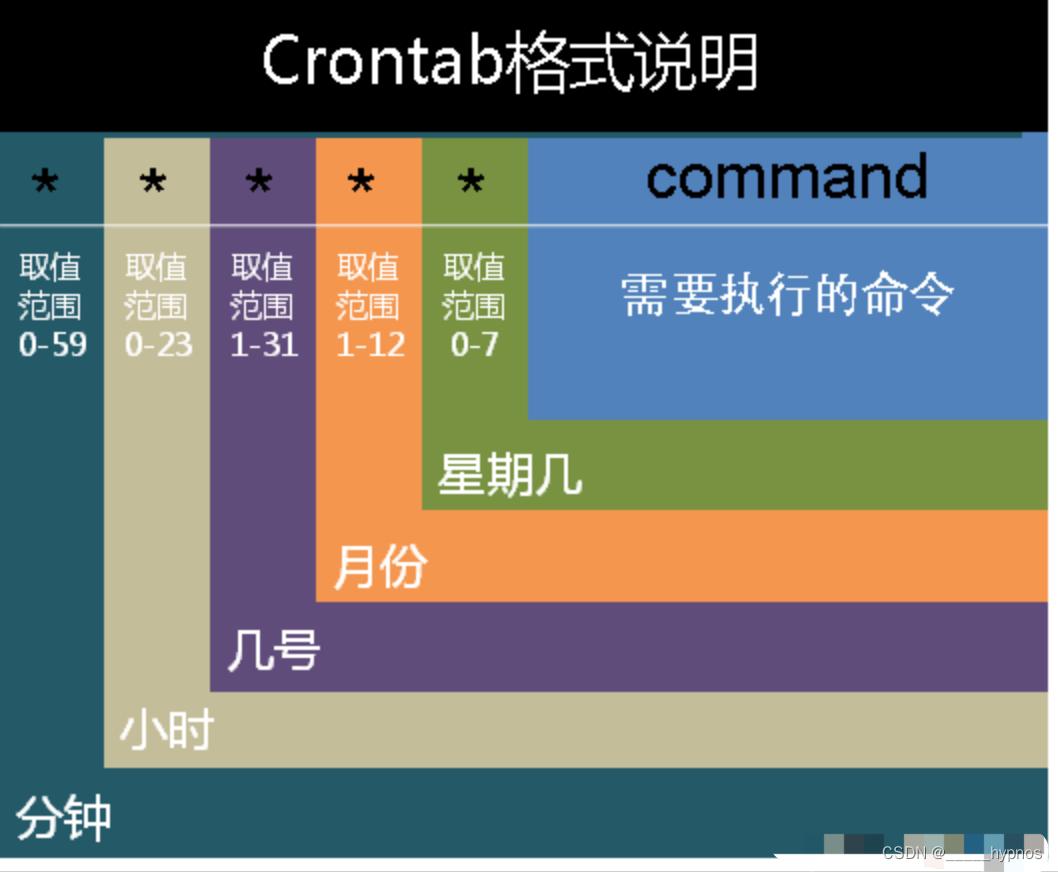 Crontab格式说明
* * * * * command
取值范围0-59
取值范围0-23
取值范围1-31
取值范围1-12
取值范围0-7
需要执行的命令
星期几
月份
几号
小时
分钟
CSDN @_____hypnos